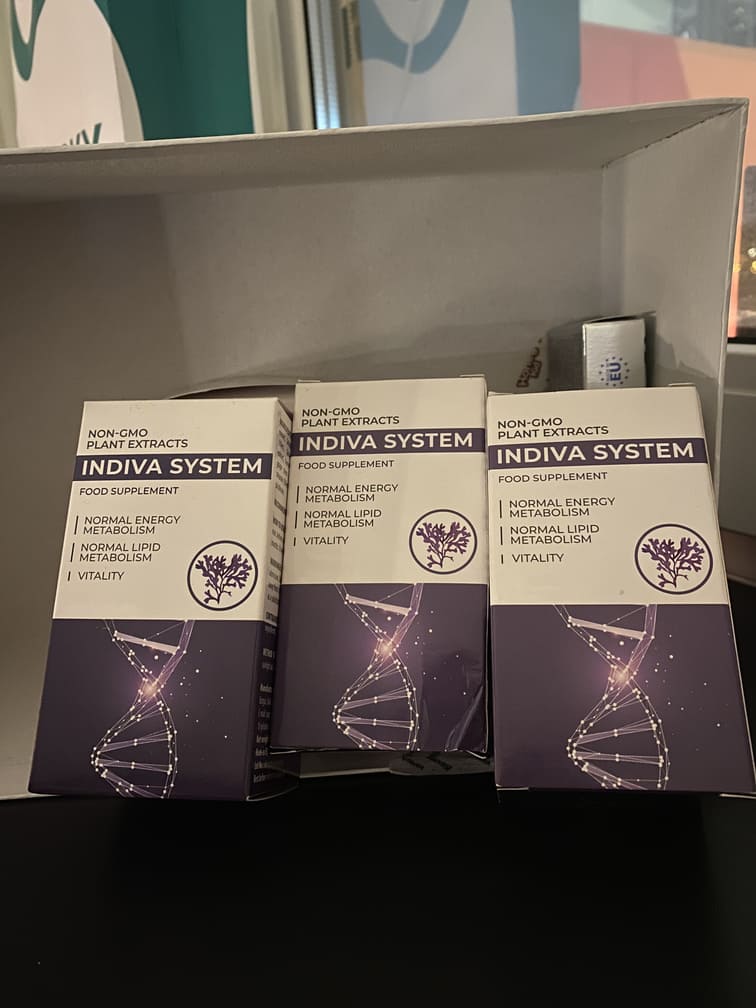 NON-GMO
PLANT EXTRACTS
INDIVA SYSTEM
FOOD SUPPLEMENT
NORMAL ENERGY
METABOLISM
NORMAL LIPID
METABOLISM
VITALITY
NON-GMO
PLANT EXTRACTS
INDIVA SYSTEM
FOOD SUPPLEMENT
NORMAL ENERGY
METABOLISM
NORMAL LIPID
METABOLISM
VITALITY
NON-GMO
PLANT EXTRACTS
INDIVA SYSTEM
FOOD SUPPLEMENT
NORMAL ENERGY
METABOLISM
NORMAL LIPID
METABOLISM
VITALITY
EU